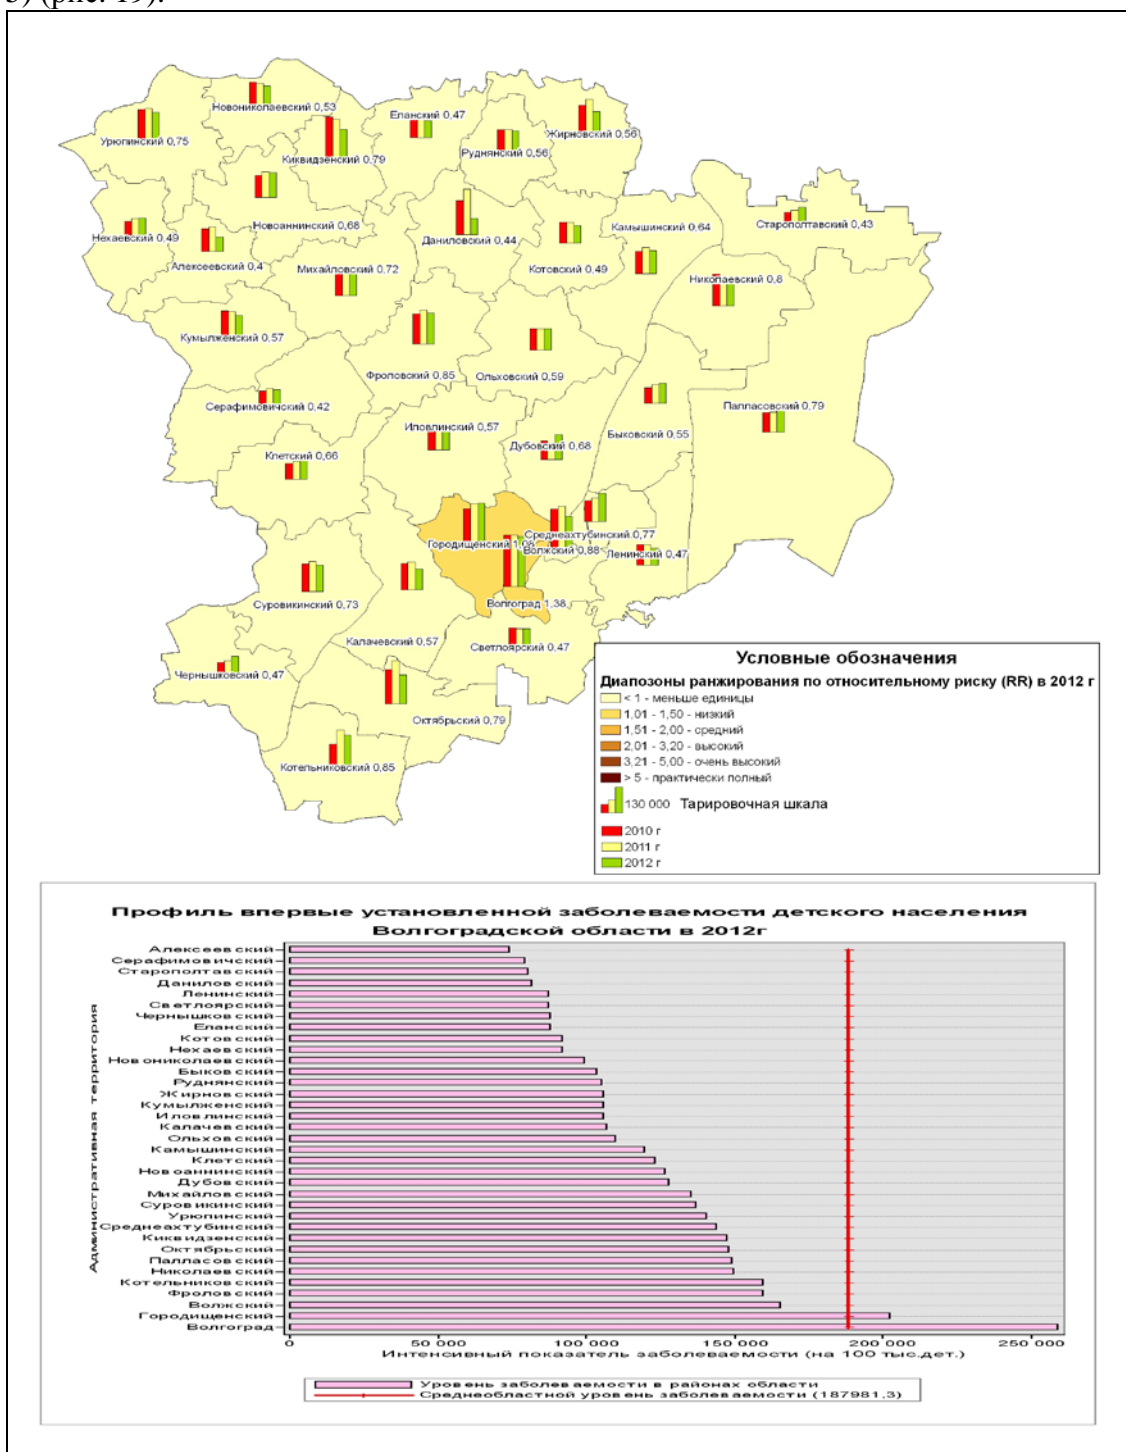 3) (рис. 19).
Новониколаевский 0,53
Еланский 0,47
Жирновский 0,56
Урюпинский 0,75
Руднянский 0,56
Киквидзенский 0,79
Новоаннинский 0,68
Камышинский 0,64
Старополтавский 0,43
Нехаевский 0,49
Даниловский 0,44
Алексеевский 0,4
Михайловский 0,72
Котовский 0,49
Николаевский 0,8
Кумылженский 0,57
Фроловский 0,85
Ольховский 0,59
Серафимовичский 0,42
Палласовский 0,79
Иловлинский 0,57
Быковский 0,55
Дубовский 0,68
Клетский 0,66
Среднеахтубинский 0,77
Городищенский 1,08
Волжский 0,88
Ленинский 0,47
Суровикинский 0,73
Волгоград 1,38
Калачевский 0,57
Светлоярский 0,47
Чернышковский 0,47
Октябрьский 0,79
Котельниковский 0,85
Условные обозначения
Диапозоны ранжирования по относительному риску (RR) в 2012 г
< 1 - меньше единицы
1,01 - 1,50 - низкий
1,51 - 2,00 - средний
2,01 - 3,20 - высокий
3,21 - 5,00 - очень высокий
> 5 - практически полный
130 000 Тарировочная шкала
2010 г
2011 г
2012 г
Профиль впервые установленной заболеваемости детского населения
Волгоградской области в 2012г
Административная территория
Алексеевский
Серафимовичский
Старополтавский
Даниловский
Ленинский
Светлоярский
Чернышковский
Еланский
Котовский
Нехаевский
Новониколаевский
Быковский
Руднянский
Жирновский
Кумылженский
Иловлинский
Калачевский
Ольховский
Камышинский
Клетский
Новоаннинский
Дубовский
Михайловский
Суровикинский
Урюпинский
Среднеахтубинский
Киквидзенский
Октябрьский
Палласовский
Николаевский
Котельниковский
Фроловский
Волжский
Городищенский
Волгоград
0 50 000 100 000 150 000 200 000 250 000
Интенсивный показатель заболеваемости (на 100 тыс.дет.)
Уровень заболеваемости в районах области
Среднеобластной уровень заболеваемости (187981,3)